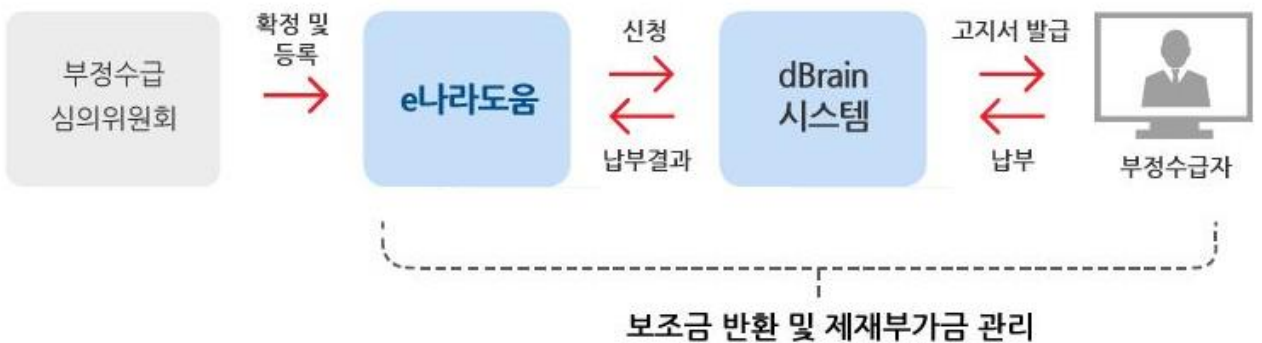 부정수급
심의위원회
확정 및
등록
e나라도움
신청
납부결과
dBrain
시스템
고지서 발급
납부
부정수급자
보조금 반환 및 제재부가금 관리